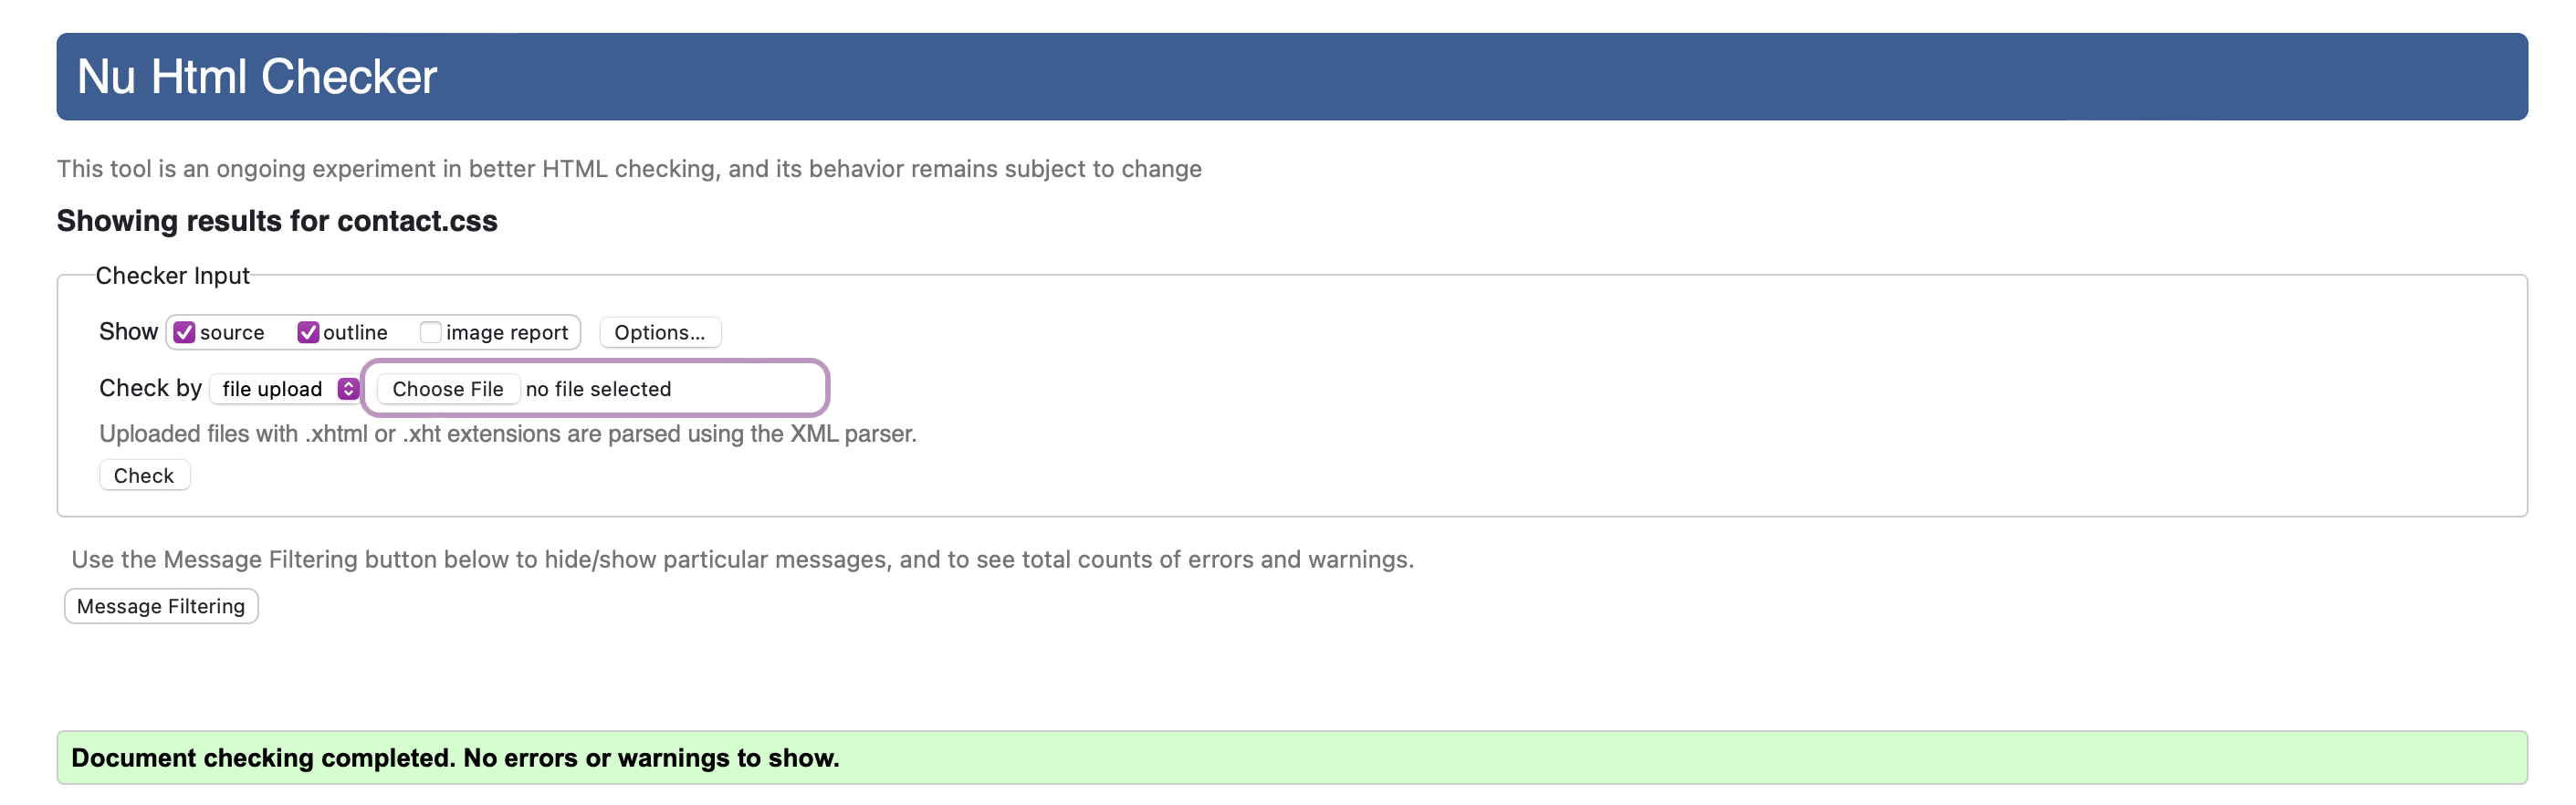 Nu Html Checker
This tool is an ongoing experiment in better HTML checking, and its behavior remains subject to change
Showing results for contact.css
Checker Input
Show source outline image report Options...
Check by file upload Choose File no file selected
Uploaded files with .xhtml or .xht extensions are parsed using the XML parser.
Check
Use the Message Filtering button below to hide/show particular messages, and to see total counts of errors and warnings.
Message Filtering
Document checking completed. No errors or warnings to show.